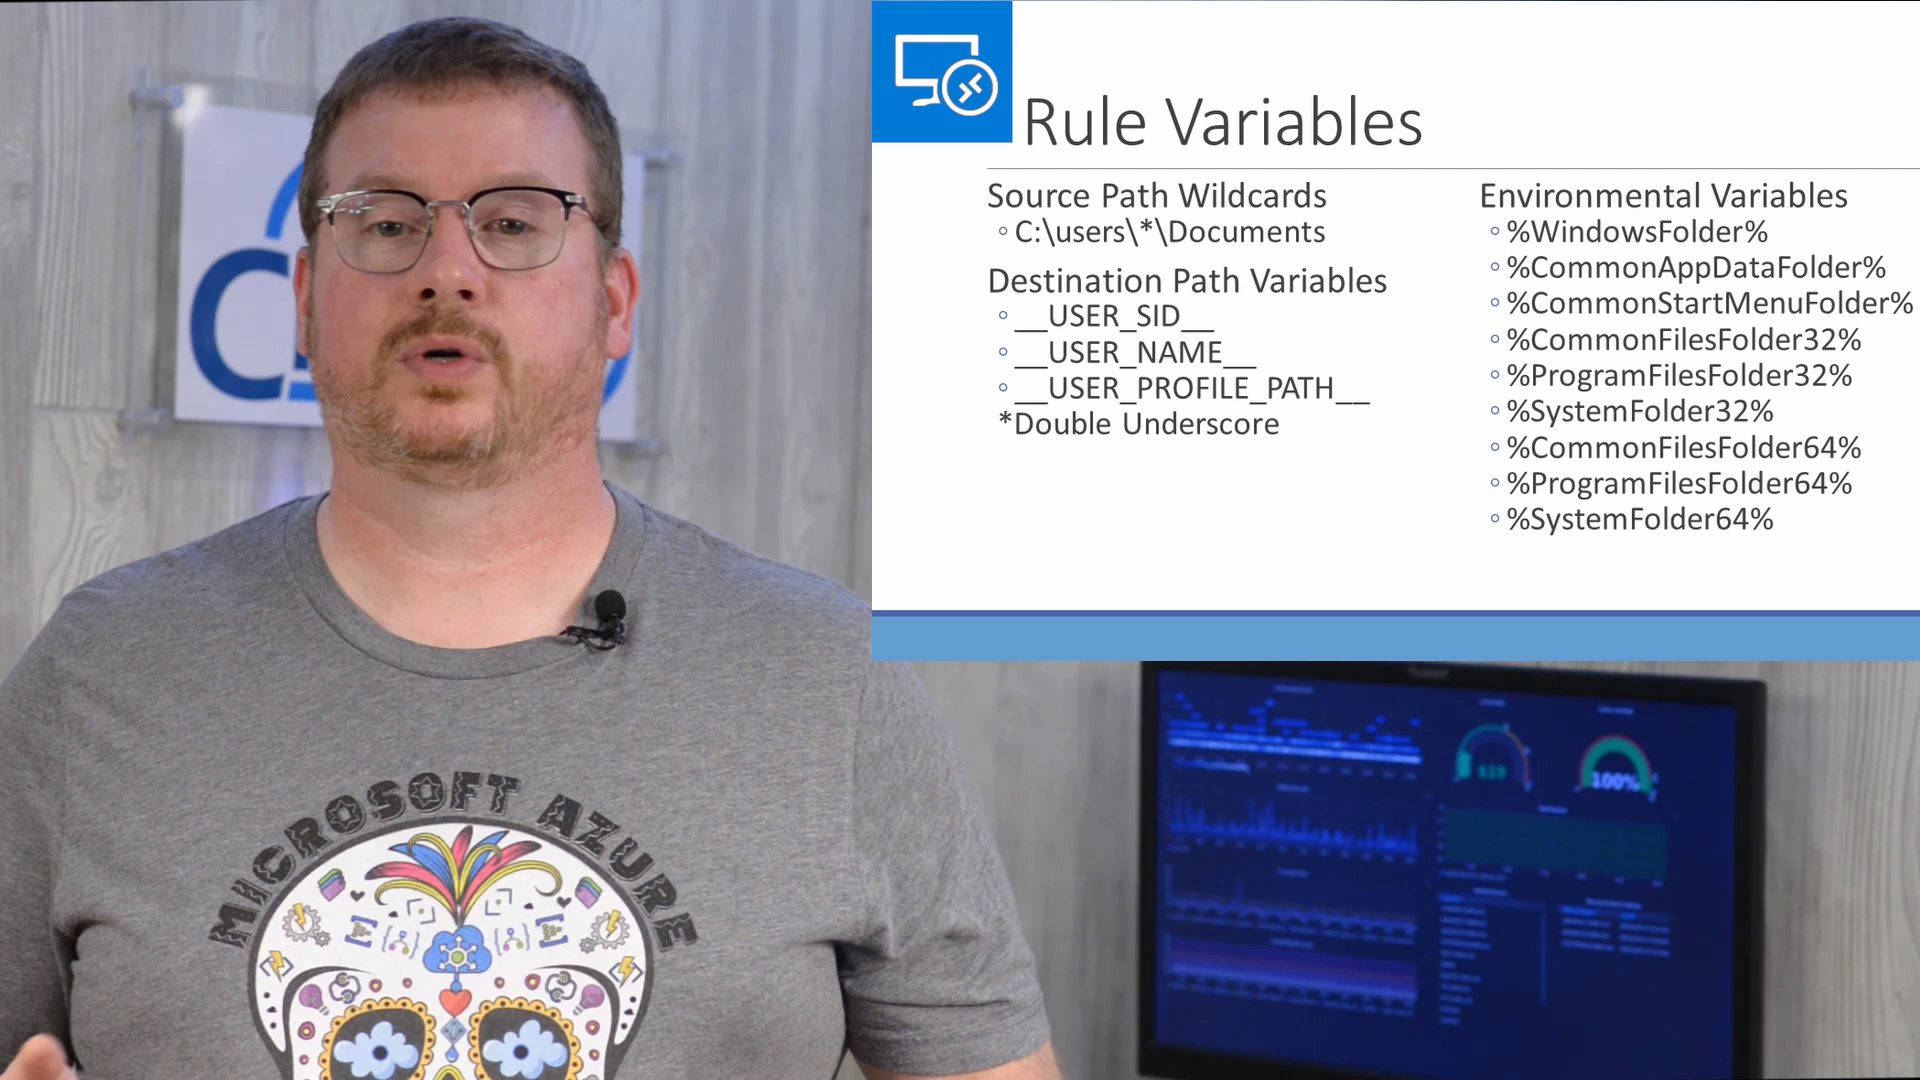 Rule Variables
Source Path Wildcards
C:\users\*\Documents
Destination Path Variables
__USER_SID__
__USER_NAME__
__USER_PROFILE_PATH__
*Double Underscore
Environmental Variables
%WindowsFolder%
%CommonAppDataFolder%
%CommonStartMenuFolder%
%CommonFilesFolder32%
%ProgramFilesFolder32%
%SystemFolder32%
%CommonFilesFolder64%
%ProgramFilesFolder64%
%SystemFolder64%
MICROSOFT AZURE
619
100%